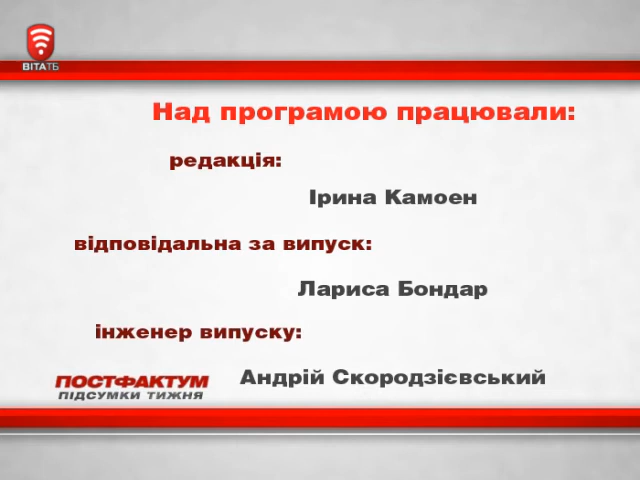 ВІТАТБ
Над програмою працювали:
редакція:
Ірина Камоен
відповідальна за випуск:
Лариса Бондар
інженер випуску:
Андрій Скородзієвський
ПОСТФАКТУМ
ПІДСУМКИ ТИЖНЯ